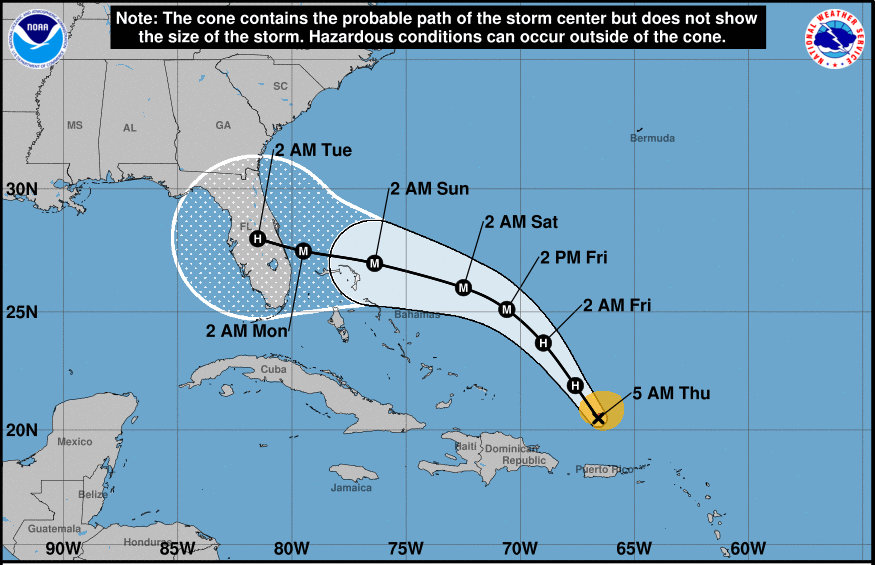 Note: The cone contains the probable path of the storm center but does not show
the size of the storm. Hazardous conditions can occur outside of the cone.
NOAA
NATIONAL WEATHER SERVICE
SC
MS
AL
GA
Bermuda
2 AM Tue
30N
2 AM Sun
FL
2 AM Sat
H
M
2 PM Fri
M
M
2 AM Fri
25N
M
Bahamas
2 AM Mon
H
Cuba
H
5 AM Thu
20N
Mexico
Haiti
Dominican
Republic
Puerto Rico
Jamaica
Belize
Guatemala
Honduras
90W
85W
80W
75W
70W
65W
60W